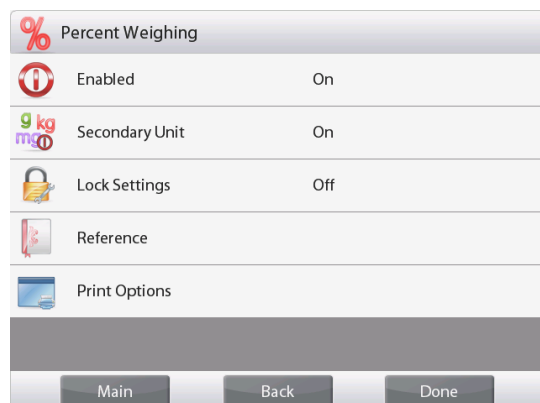 % Percent Weighing
Enabled On
g kg mg Secondary Unit On
Lock Settings Off
Reference
Print Options
Main Back Done